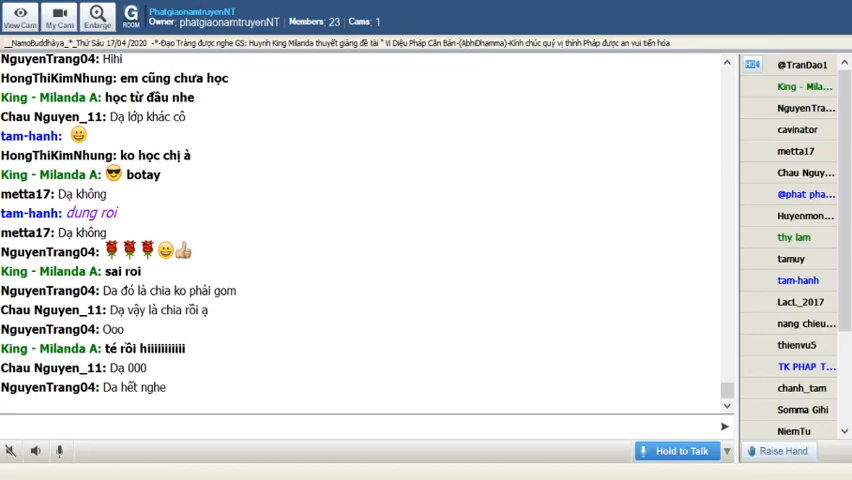 View Cam
My Cam
Enlarge
G
ROOM
PhatgiaonamtruyenNT
Owner: phatgiaonamtruyenNT Members: 23 Cams: 1
__NamoBuddhàya_*_Thứ Sáu 17/04 /2020 -*-Đạo Tràng được nghe GS: Huynh King Milanda thuyết giảng đề tài " Vi Diệu Pháp Căn Bản-(AbhiDhamma)-Kính chúc quý vị thính Pháp được an vui tiến hóa
NguyenTrang04: Hihi
HongThiKimNhung: em cũng chưa học
King - Milanda A: học từ đầu nhe
Chau Nguyen_11: Dạ lớp khác cô
tam-hanh:
HongThiKimNhung: ko học chị à
King - Milanda A: botay
metta17: Dạ không
tam-hanh: dung roi
metta17: Dạ không
NguyenTrang04:
King - Milanda A: sai roi
NguyenTrang04: Da đó là chia ko phải gom
Chau Nguyen_11: Dạ vậy là chia rồi ạ
NguyenTrang04: Ooo
King - Milanda A: té rồi hiiiiiiiiiii
Chau Nguyen_11: Dạ 000
NguyenTrang04: Da hết nghe
Hold to Talk
HD
@TranDao1
King - Mila...
NguyenTra...
cavinator
metta17
Chau Nguy...
@phat pha...
Huyenmon...
thy lam
tamuy
tam-hanh
LacL_2017
nang chieu...
thienvu5
TK PHAP T...
chanh_tam
Somma Gihi
NiemTu
Raise Hand